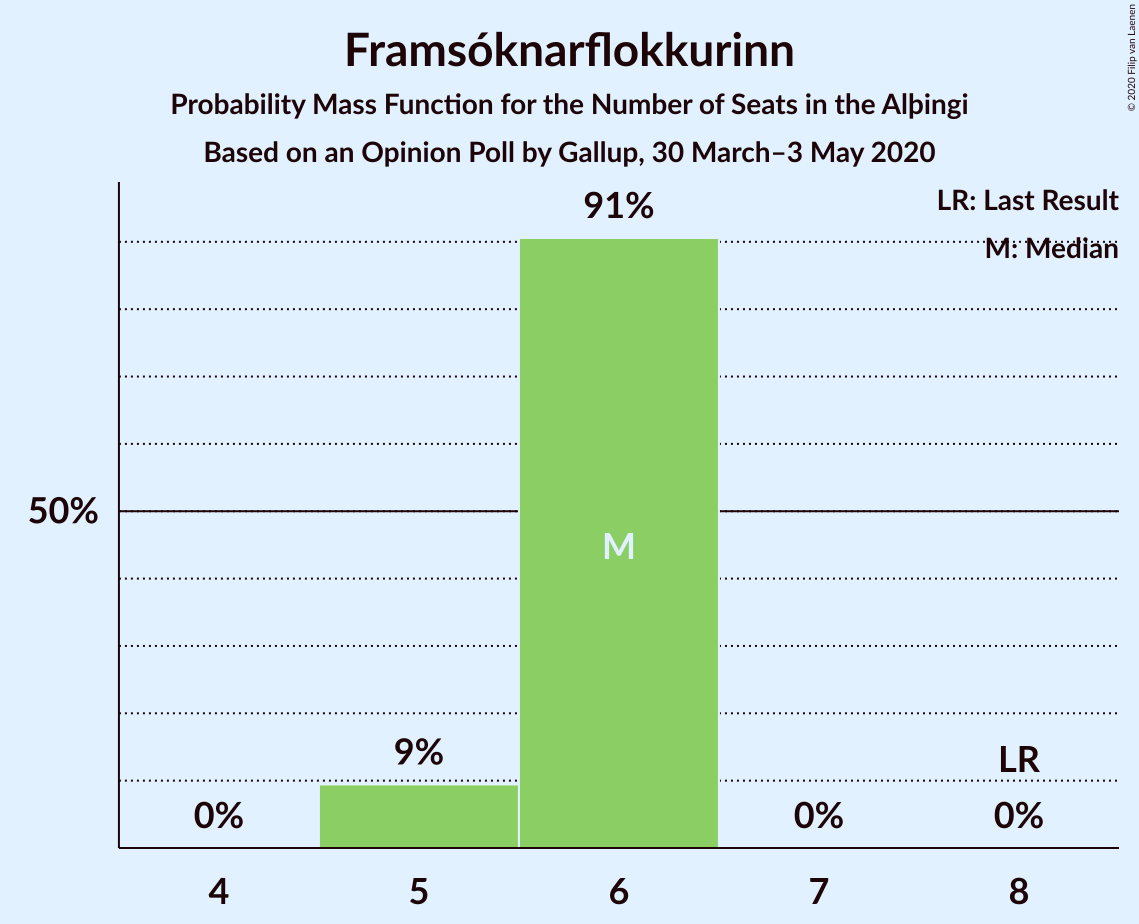 Framsóknarflokkurinn
Probability Mass Function for the Number of Seats in the Alþingi
Based on an Opinion Poll by Gallup, 30 March–3 May 2020
© 2020 Filip van Laenen
LR: Last Result
M: Median
91%
50%
M
9%
LR
0%
0%
0%
4
5
6
7
8